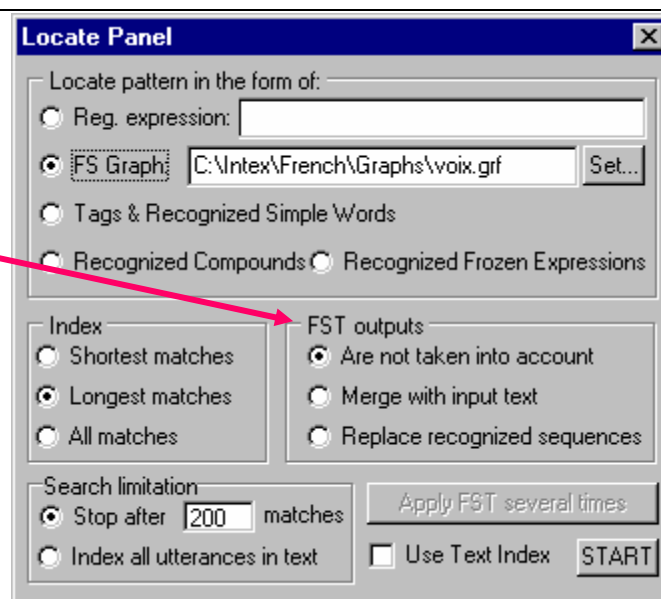 Locate Panel
Locate pattern in the form of:
Reg. expression:
FS Graph: C:\Intex\French\Graphs\voix.grf Set...
Tags & Recognized Simple Words
Recognized Compounds Recognized Frozen Expressions
Index
Shortest matches
Longest matches
All matches
FST outputs
Are not taken into account
Merge with input text
Replace recognized sequences
Search limitation
Stop after 200 matches
Index all utterances in text
Apply FST several times
Use Text Index START